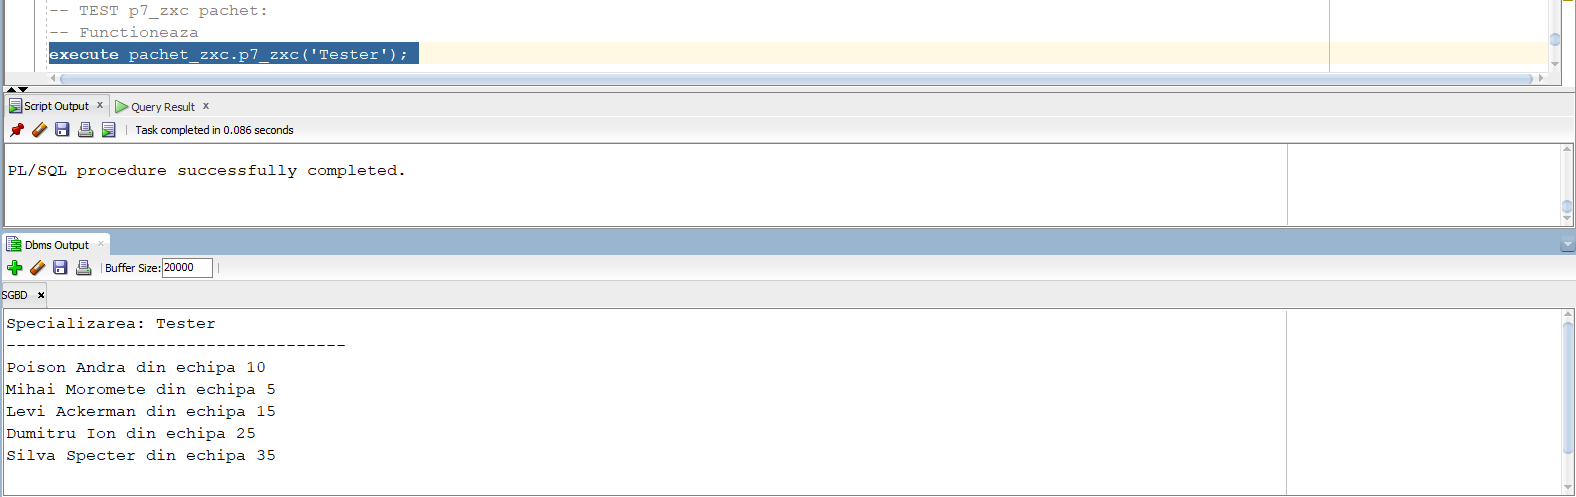 -- TEST p7_zxc pachet:
-- Functioneaza
execute pachet_zxc.p7_zxc('Tester');
Script Output x Query Result x
Task completed in 0.086 seconds
PL/SQL procedure successfully completed.
Dbms Output x
Buffer Size: 20000
SGBD x
Specializarea: Tester
----------------------------------
Poison Andra din echipa 10
Mihai Moromete din echipa 5
Levi Ackerman din echipa 15
Dumitru Ion din echipa 25
Silva Specter din echipa 35